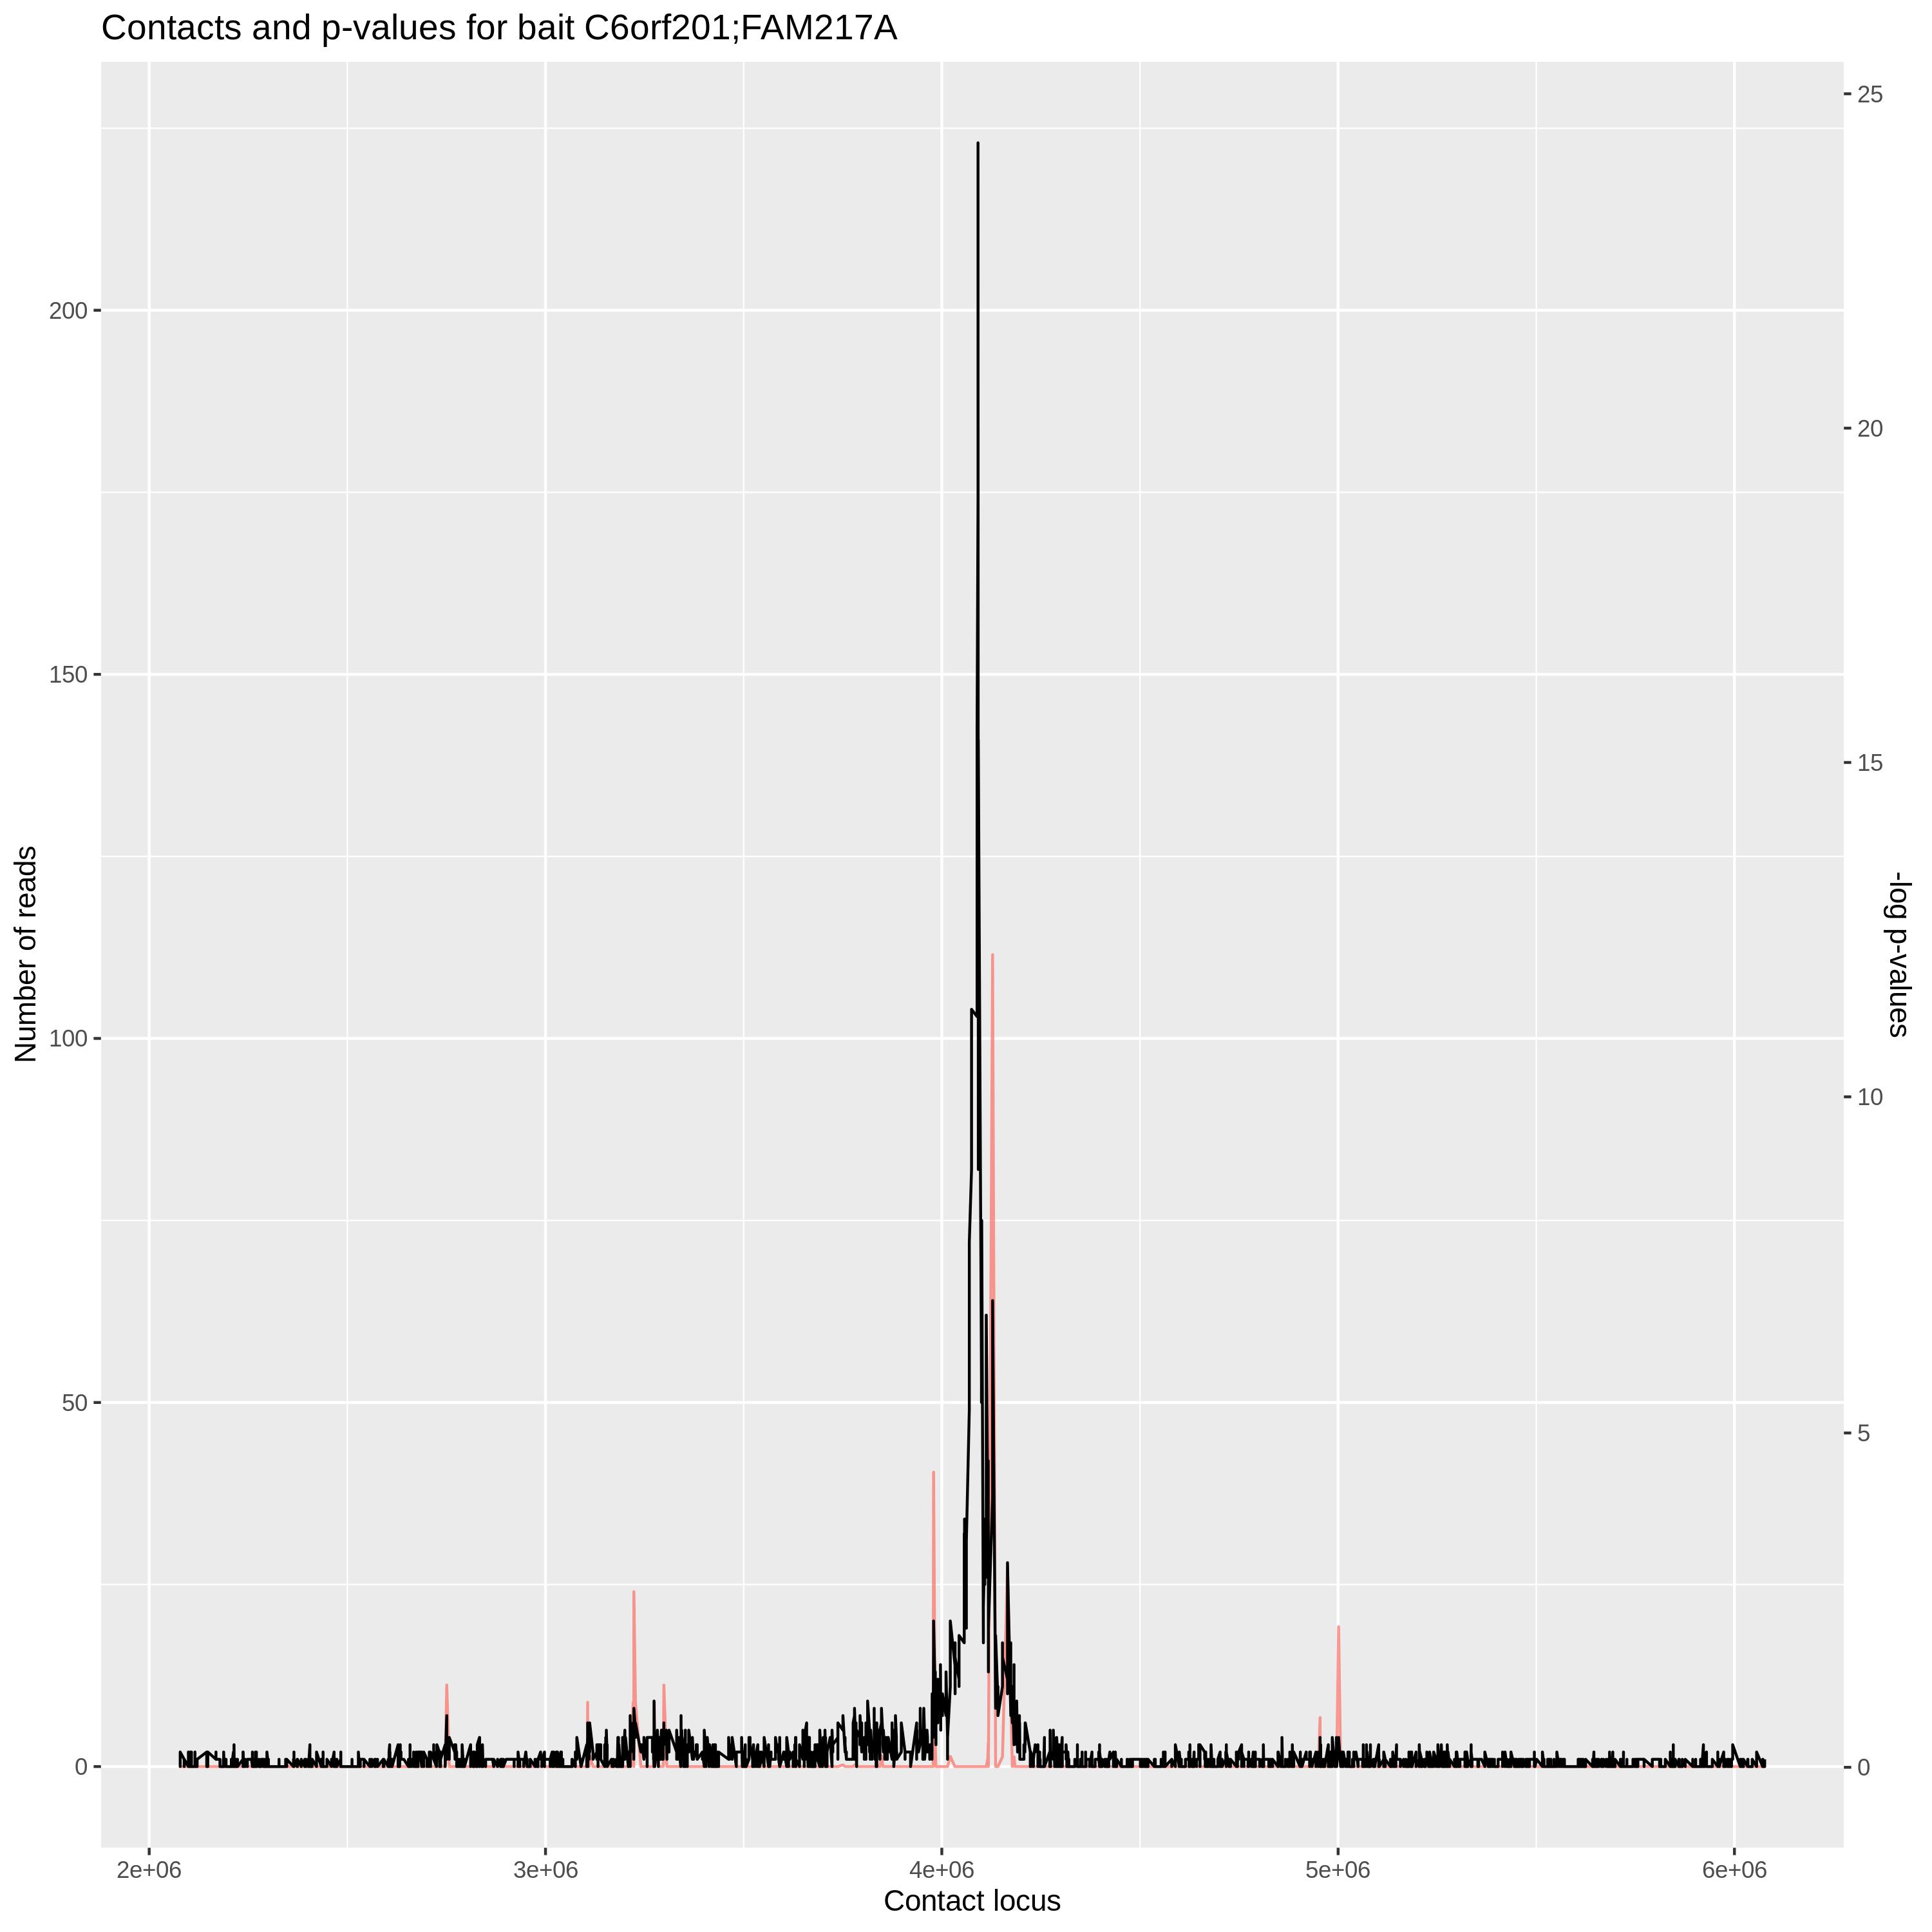 Contacts and p-values for bait C6orf201;FAM217A
Number of reads
200
150
100
50
0
25
20
15
10
5
0
-log p-values
2e+06 3e+06 4e+06 5e+06 6e+06
Contact locus